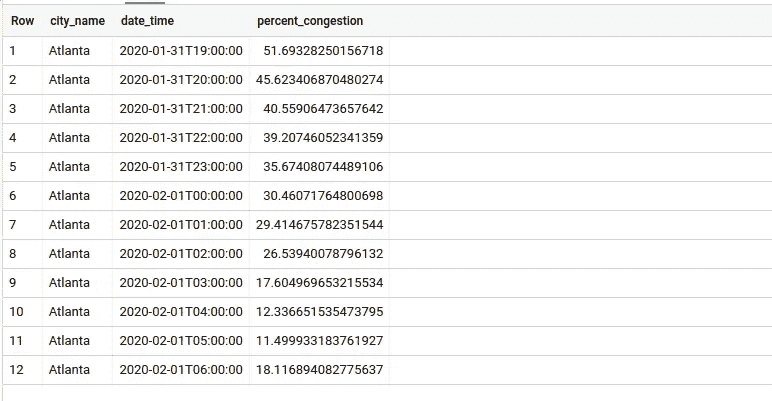 Row city_name date_time percent_congestion
1 Atlanta 2020-01-31T19:00:00 51.69328250156718
2 Atlanta 2020-01-31T20:00:00 45.623406870480274
3 Atlanta 2020-01-31T21:00:00 40.55906473657642
4 Atlanta 2020-01-31T22:00:00 39.20746052341359
5 Atlanta 2020-01-31T23:00:00 35.67408074489106
6 Atlanta 2020-02-01T00:00:00 30.46071764800698
7 Atlanta 2020-02-01T01:00:00 29.414675782351544
8 Atlanta 2020-02-01T02:00:00 26.53940078796132
9 Atlanta 2020-02-01T03:00:00 17.604969653215534
10 Atlanta 2020-02-01T04:00:00 12.336651535473795
11 Atlanta 2020-02-01T05:00:00 11.499933183761927
12 Atlanta 2020-02-01T06:00:00 18.116894082775637